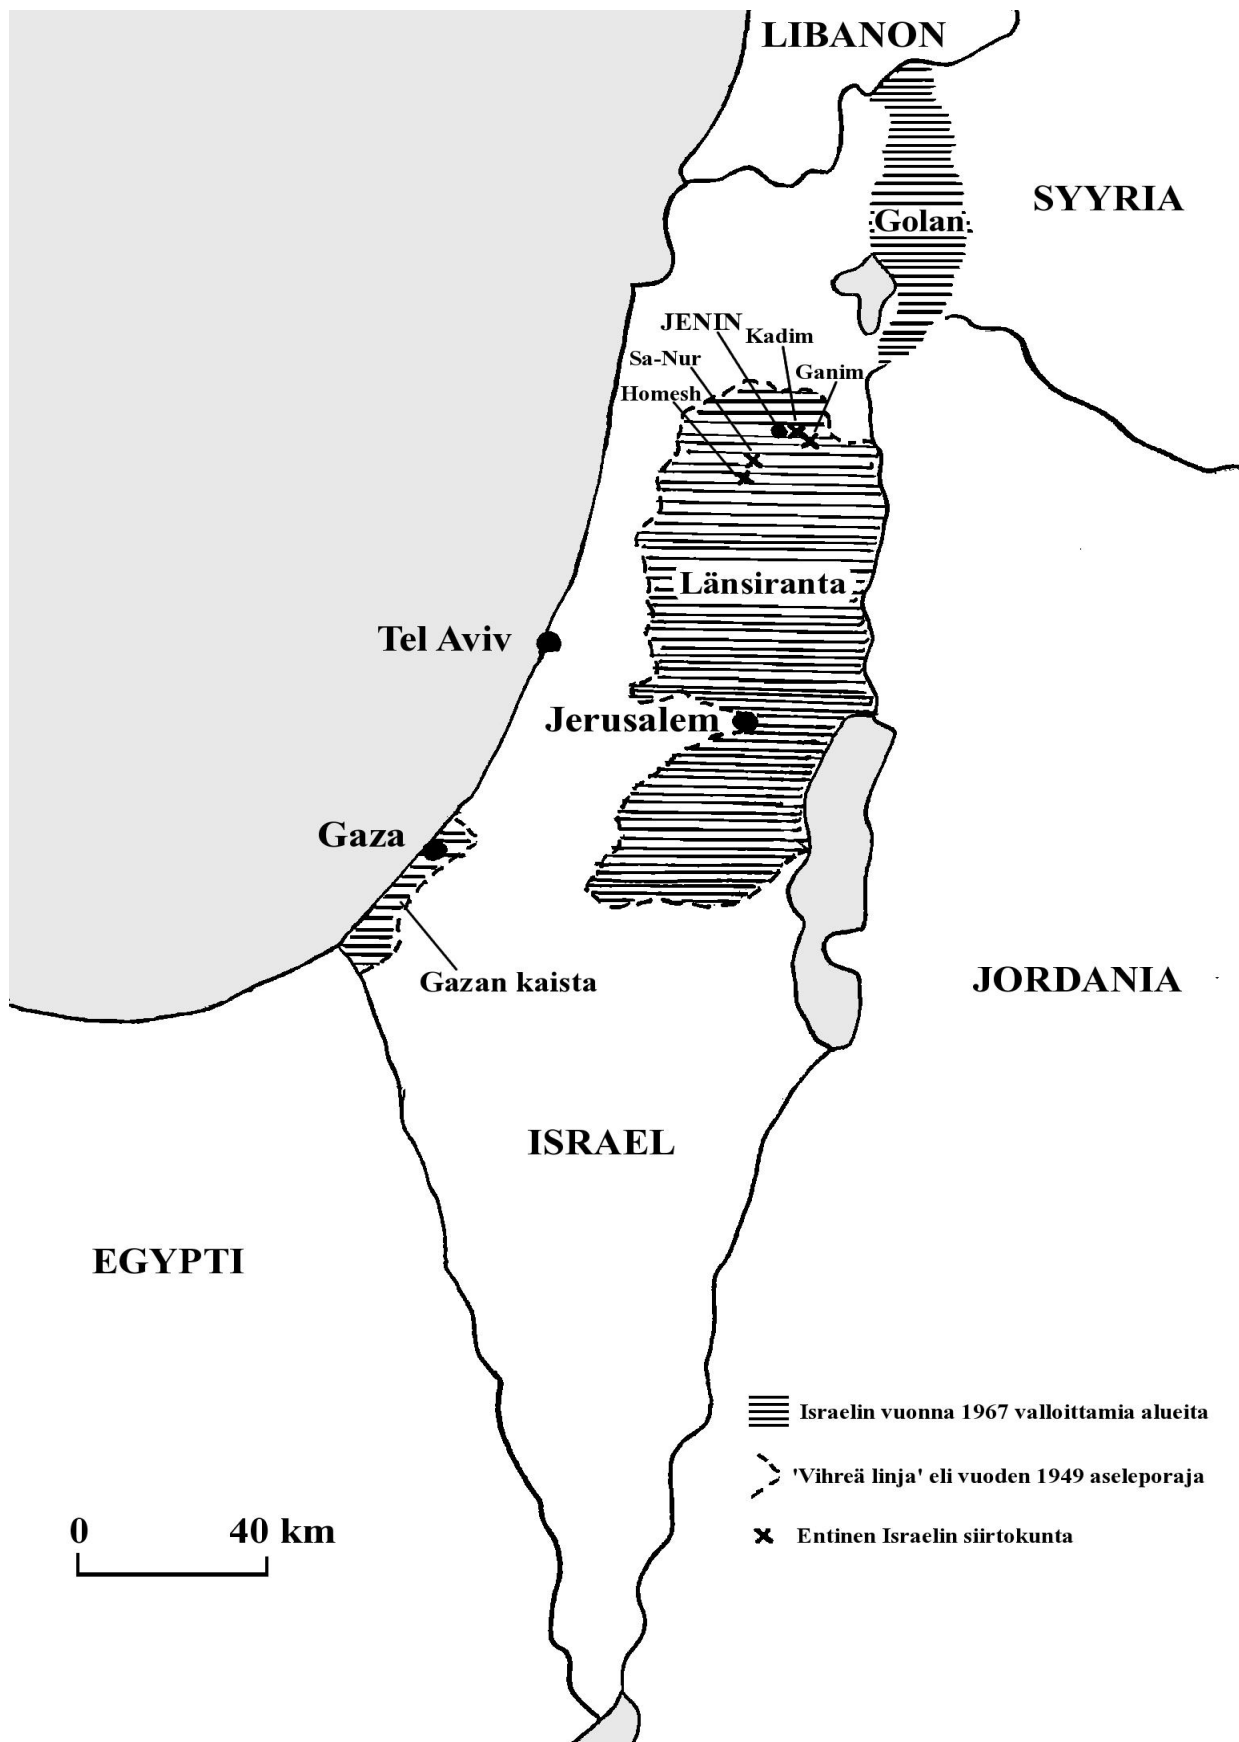 LIBANON
SYYRIA
Golan
JENIN
Kadim
Sa-Nur
Ganim
Homesh
Länsiranta
Tel Aviv
Jerusalem
Gaza
Gazan kaista
JORDANIA
ISRAEL
EGYPTI
Israelin vuonna 1967 valloittamia alueita
'Vihreä linja' eli vuoden 1949 aseleporaja
0 40 km
Entinen Israelin siirtokunta